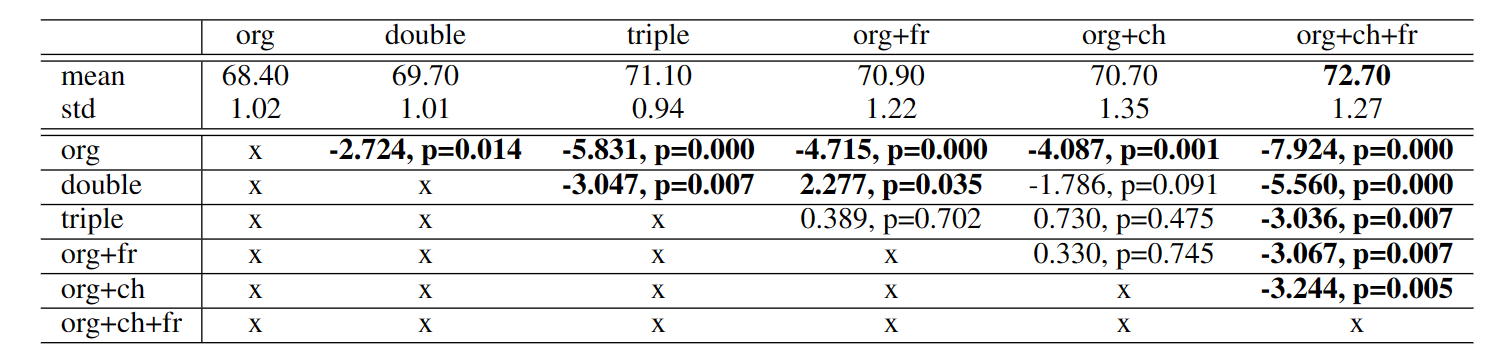 org double triple org+fr org+ch org+ch+fr
mean 68.40 69.70 71.10 70.90 70.70 72.70
std 1.02 1.01 0.94 1.22 1.35 1.27
org x -2.724, p=0.014 -5.831, p=0.000 -4.715, p=0.000 -4.087, p=0.001 -7.924, p=0.000
double x x -3.047, p=0.007 2.277, p=0.035 -1.786, p=0.091 -5.560, p=0.000
triple x x x 0.389, p=0.702 0.730, p=0.475 -3.036, p=0.007
org+fr x x x x 0.330, p=0.745 -3.067, p=0.007
org+ch x x x x x -3.244, p=0.005
org+ch+fr x x x x x x